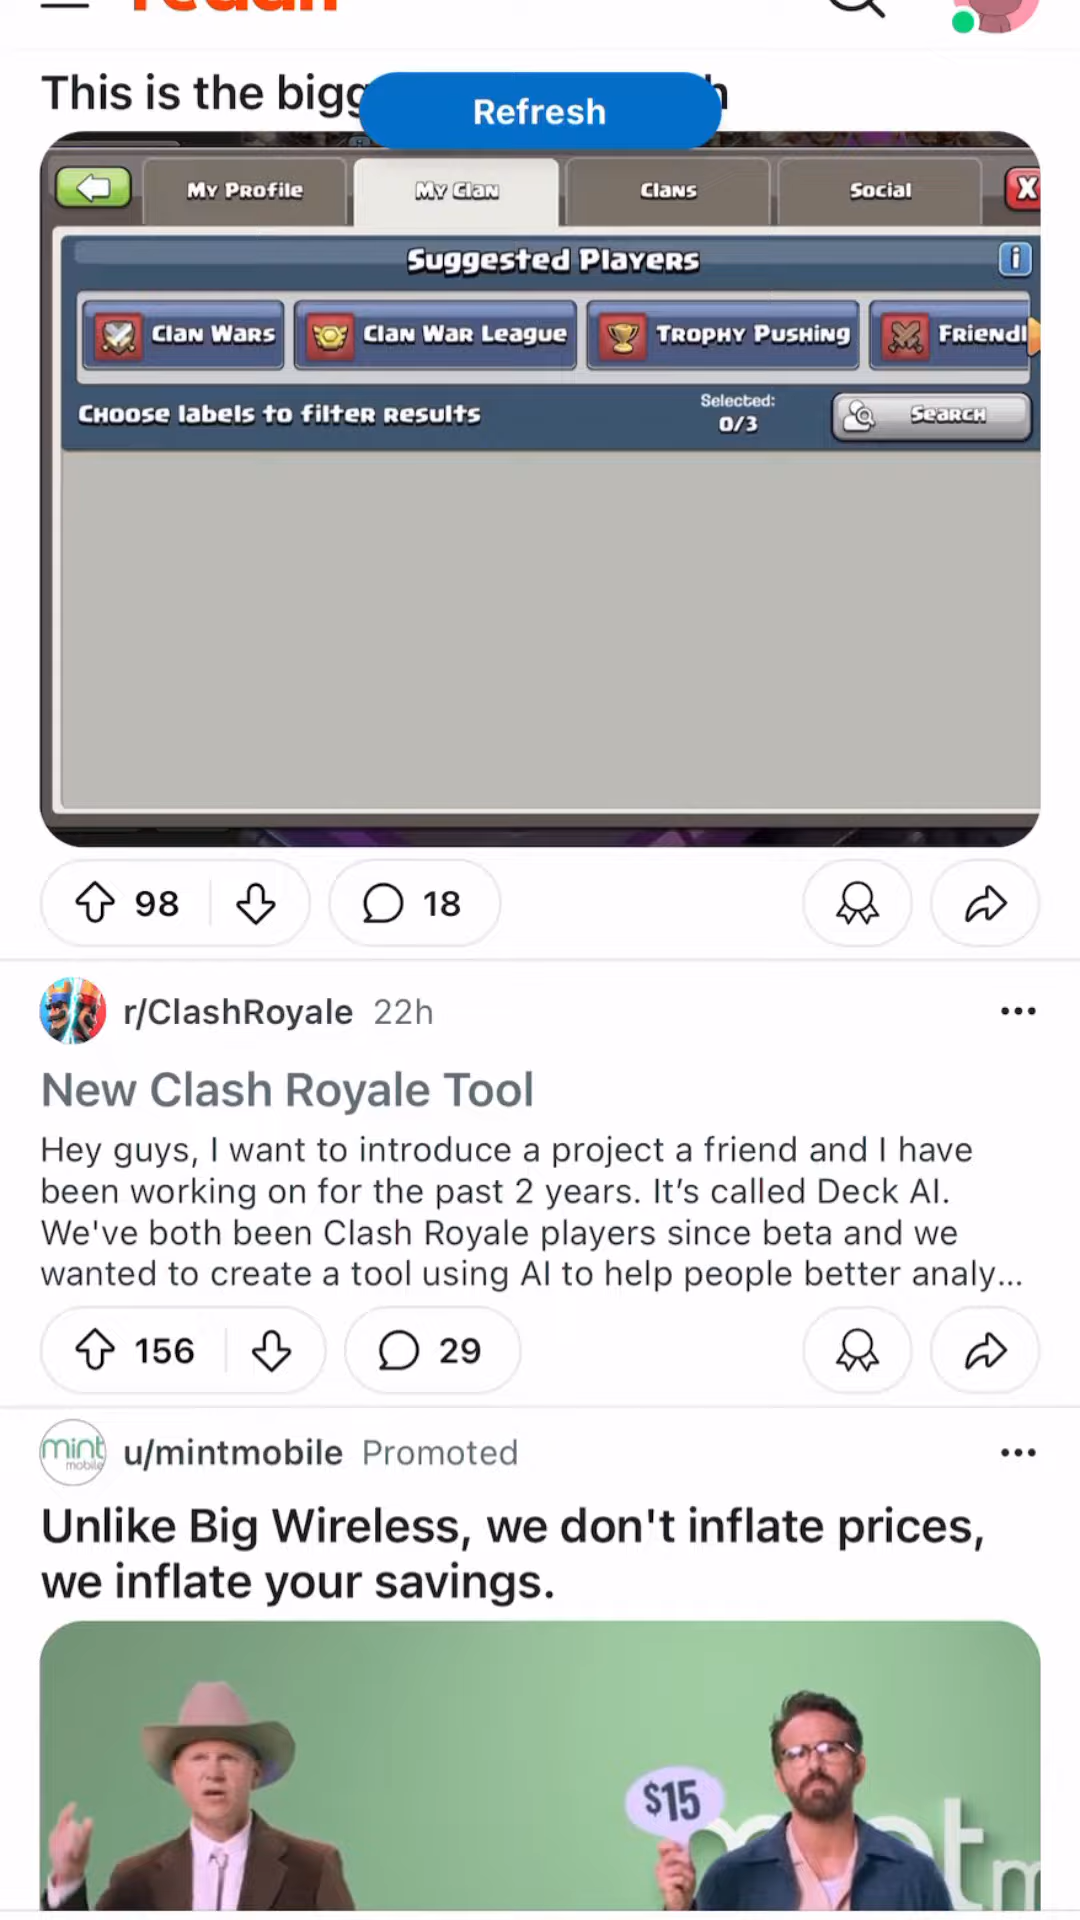 reddit
This is the bigg
Refresh
My Profile
My Clan
Clans
Social
X
Suggested Players
i
Clan Wars
Clan War League
Trophy Pushing
Friendl
Choose labels to filter results
Selected:
0/3
Search
98
18
r/ClashRoyale 22h
New Clash Royale Tool
Hey guys, I want to introduce a project a friend and I have
been working on for the past 2 years. It’s called Deck AI.
We've both been Clash Royale players since beta and we
wanted to create a tool using AI to help people better analy...
156
29
mint
mobile
u/mintmobile Promoted
Unlike Big Wireless, we don't inflate prices,
we inflate your savings.
$15